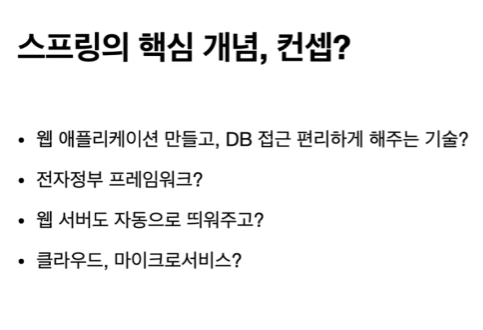 스프링의 핵심 개념, 컨셉?
• 웹 애플리케이션 만들고, DB 접근 편리하게 해주는 기술?
• 전자정부 프레임워크?
• 웹 서버도 자동으로 띄워주고?
• 클라우드, 마이크로서비스?